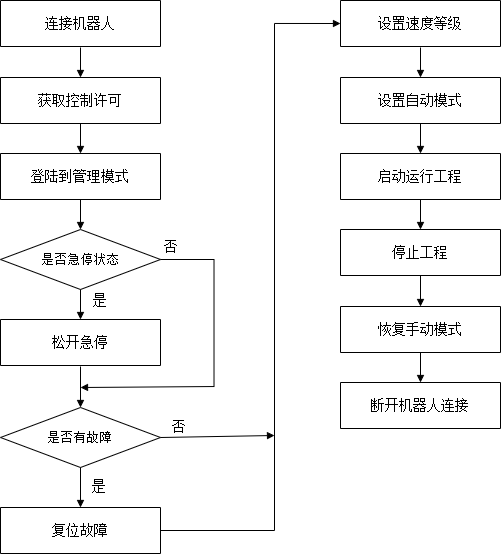 连接机器人
获取控制许可
登陆到管理模式
是否急停状态
否
是
松开急停
是否有故障
否
是
复位故障
设置速度等级
设置自动模式
启动运行工程
停止工程
恢复手动模式
断开机器人连接